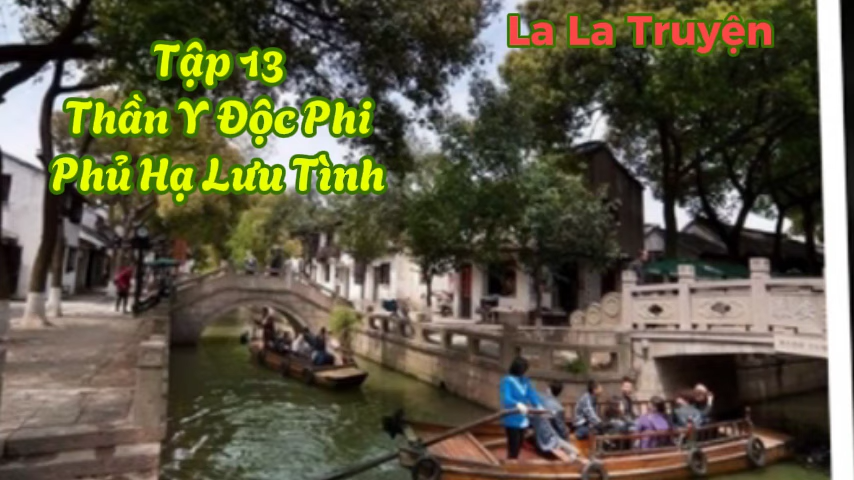 La La Truyện
Tập 13
Thần Y Độc Phi
Phủ Hạ Lưu Tình